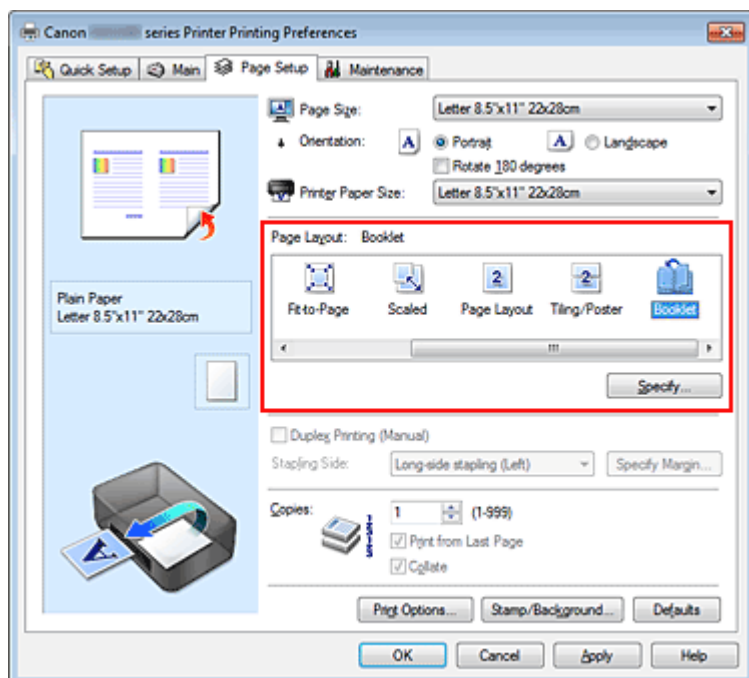 Canon series Printer Printing Preferences
Quick Setup Main Page Setup Maintenance
Page Size: Letter 8.5"x11" 22x28cm
Orientation: A Portrait A Landscape
Rotate 180 degrees
Printer Paper Size: Letter 8.5"x11" 22x28cm
Page Layout: Booklet
Fit-to-Page Scaled Page Layout Tiling/Poster Booklet
Specify...
Plain Paper
Letter 8.5"x11" 22x28cm
Duplex Printing (Manual)
Stapling Side: Long-side stapling (Left) Specify Margin...
Copies: 1 (1-999)
Print from Last Page
Collate
Print Options... Stamp/Background... Defaults
OK Cancel Apply Help